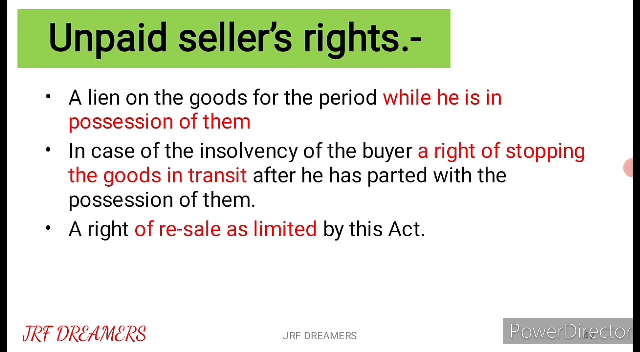 Unpaid seller's rights.-
• A lien on the goods for the period while he is in
possession of them
• In case of the insolvency of the buyer a right of stopping
the goods in transit after he has parted with the
possession of them.
• A right of re-sale as limited by this Act.
JRF DREAMERS
JRF DREAMERS
PowerDirector